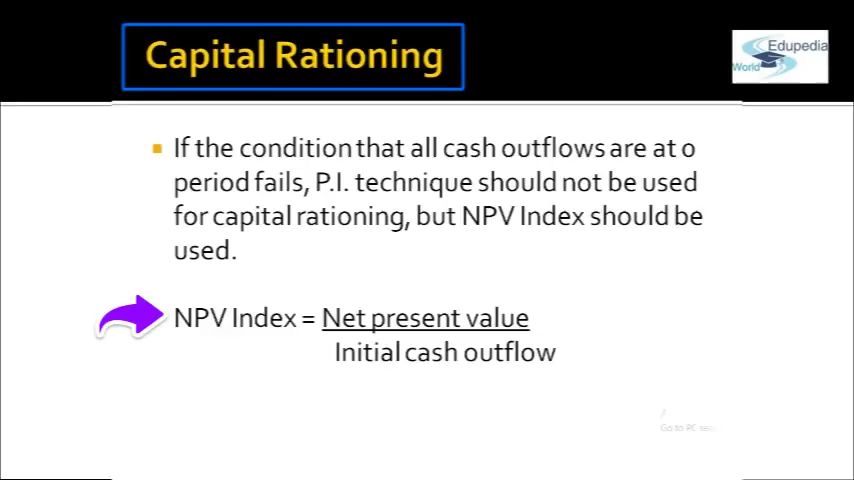 Capital Rationing
Edupedia
World
If the condition that all cash outflows are at 0
period fails, P.I. technique should not be used
for capital rationing, but NPV Index should be
used.
NPV Index = Net present value
Initial cash outflow
Go to PC